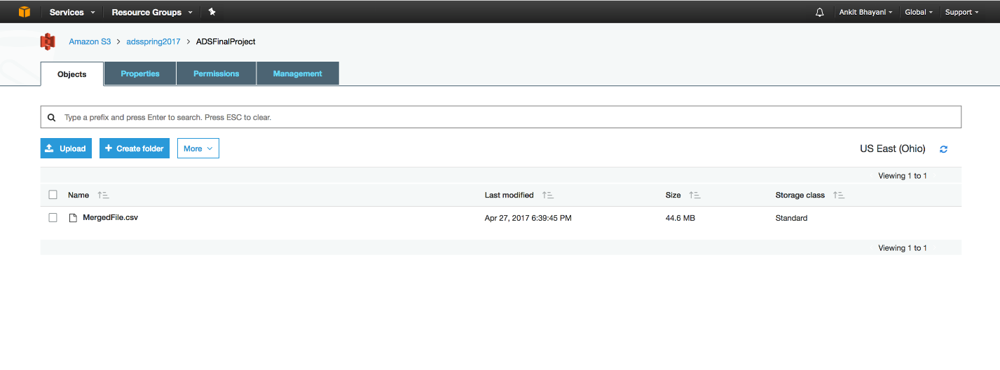 Services Resource Groups Ankit Bhayani Global Support
Amazon S3 > adsspring2017 > ADSFinalProject
Objects Properties Permissions Management
Type a prefix and press Enter to search. Press ESC to clear.
Upload + Create folder More US East (Ohio)
Viewing 1 to 1
Name Last modified Size Storage class
MergedFile.csv Apr 27, 2017 6:39:45 PM 44.6 MB Standard
Viewing 1 to 1